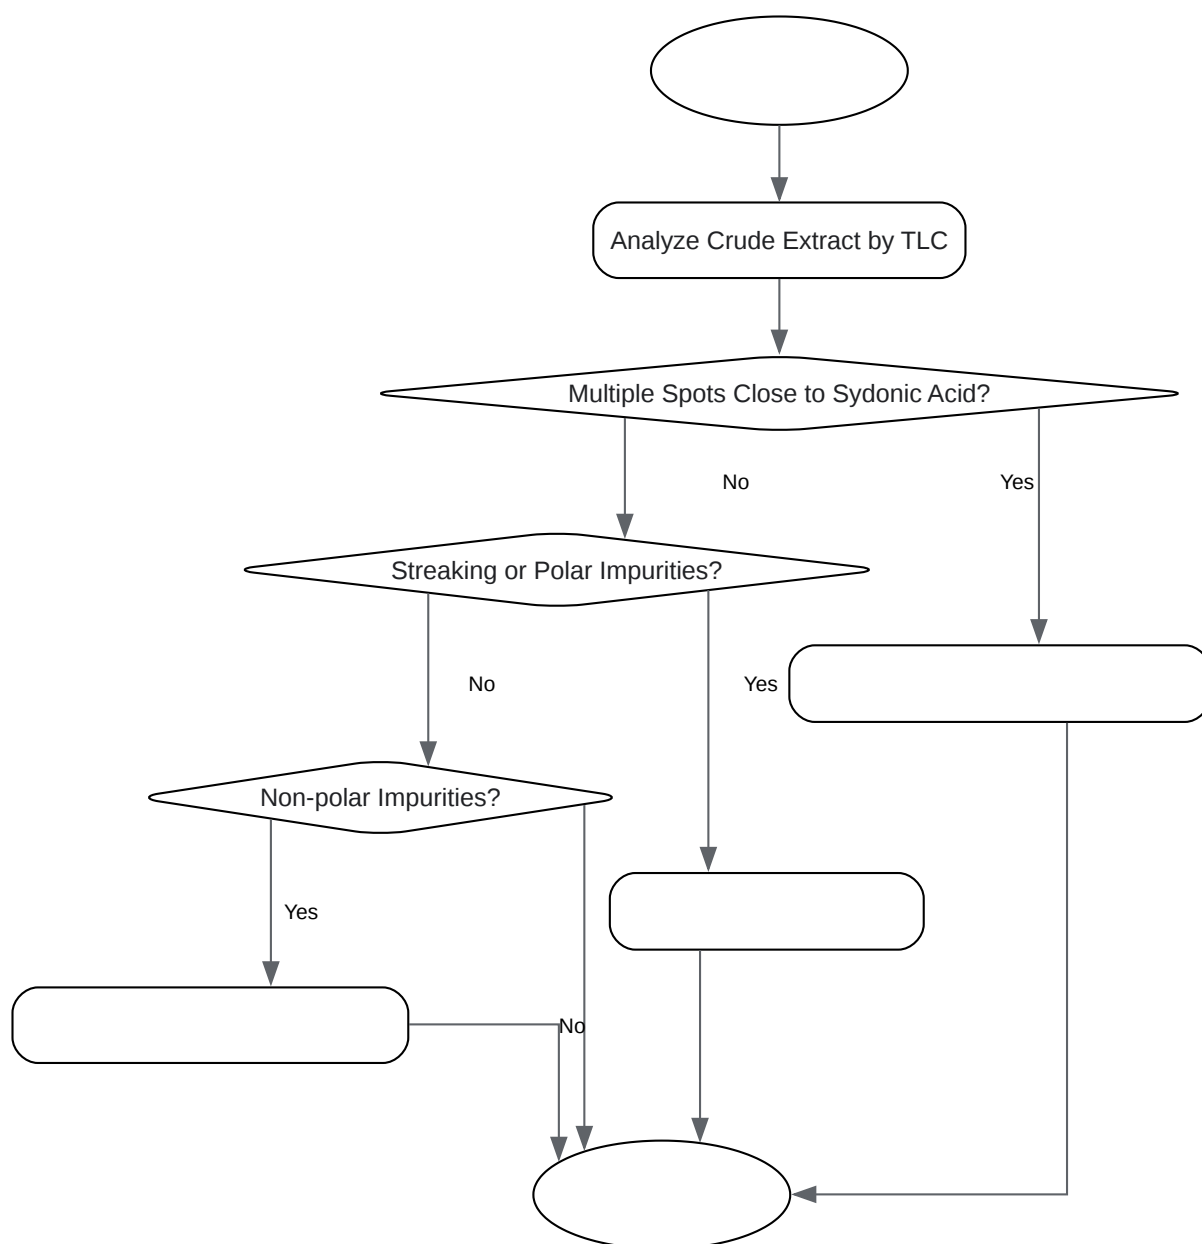 Analyze Crude Extract by TLC
Multiple Spots Close to Sydonic Acid?
No
Yes
Streaking or Polar Impurities?
No
Yes
Non-polar Impurities?
Yes
No